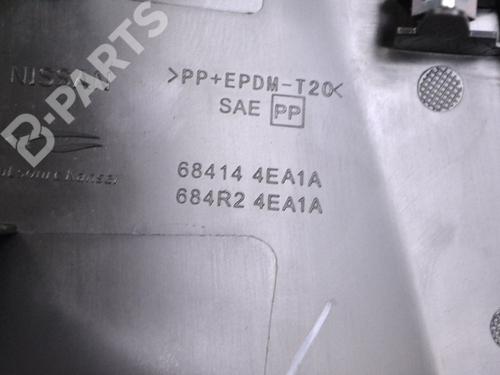 NISSAN
>PP+EPDM-T20<
SAE PP
68414 4EA1A
684R2 4EA1A
B-PARTS